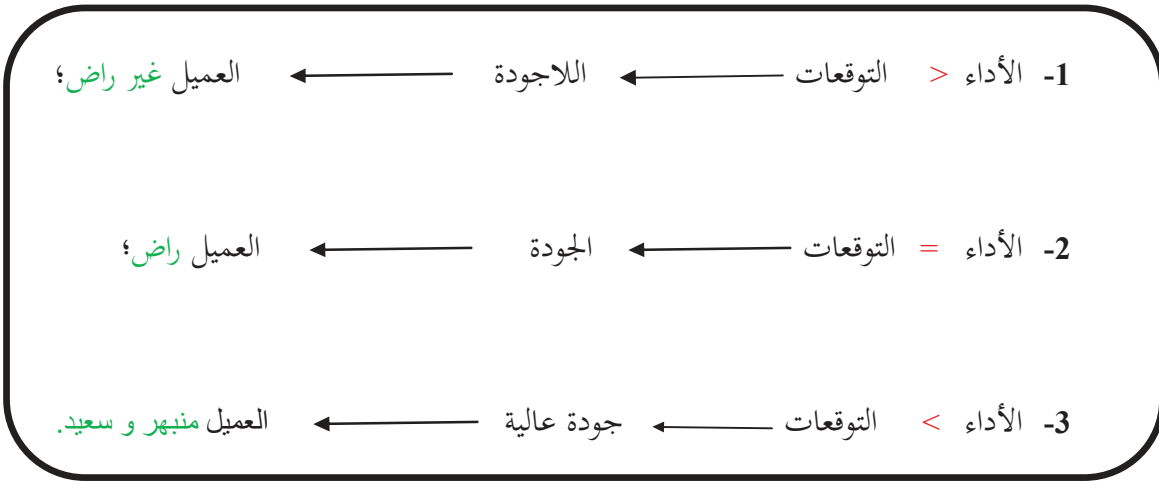 1- الأداء < التوقعات ← اللاجودة ← العميل غير راض؛
2- الأداء = التوقعات ← الجودة ← العميل راض؛
3- الأداء > التوقعات ← جودة عالية ← العميل منبهر و سعيد.